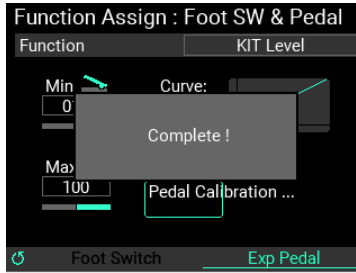 Function Assign : Foot SW & Pedal
Function KIT Level
Min Curve:
0
Complete !
Max
100 Pedal Calibration ...
Foot Switch Exp Pedal